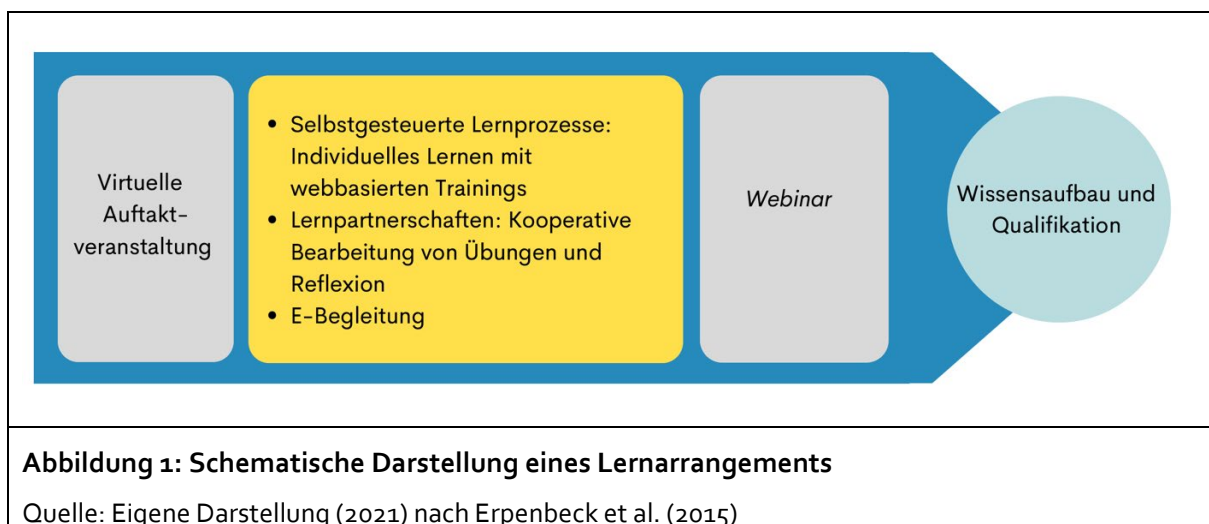 Virtuelle
Auftakt-
veranstaltung
• Selbstgesteuerte Lernprozesse:
Individuelles Lernen mit
webbasierten Trainings
• Lernpartnerschaften: Kooperative
Bearbeitung von Übungen und
Reflexion
• E-Begleitung
Webinar
Wissensaufbau und
Qualifikation
Abbildung 1: Schematische Darstellung eines Lernarrangements
Quelle: Eigene Darstellung (2021) nach Erpenbeck et al. (2015)